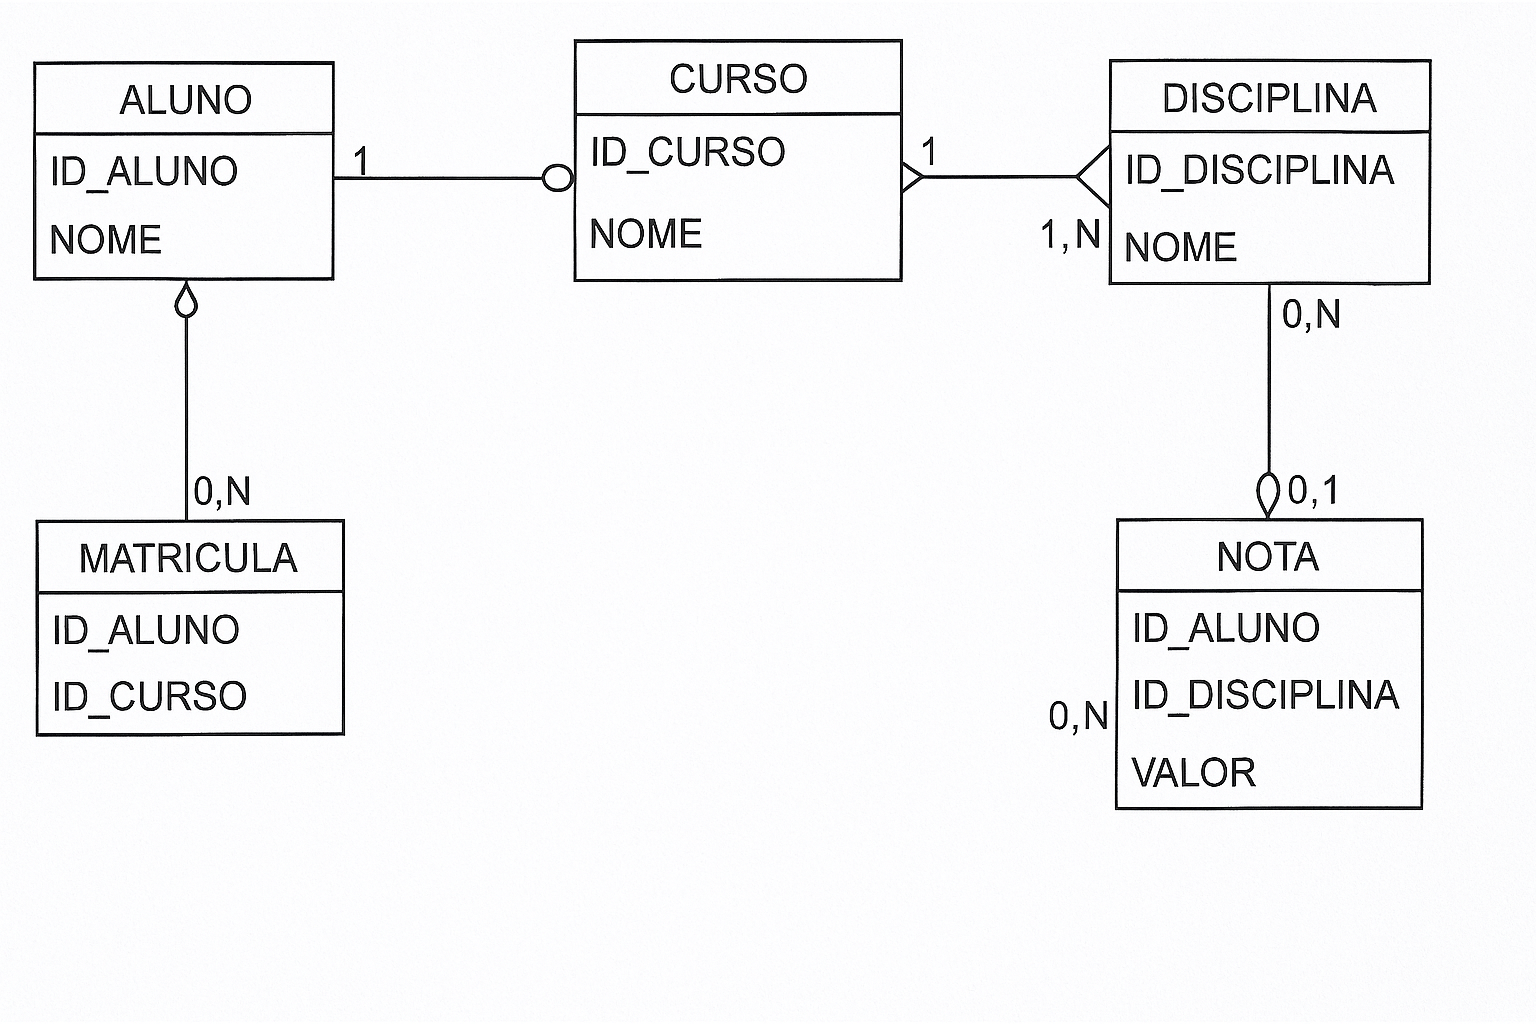 ALUNO
ID_ALUNO
NOME
1
CURSO
ID_CURSO
NOME
1
1,N
DISCIPLINA
ID_DISCIPLINA
NOME
0,N
0,N
MATRICULA
ID_ALUNO
ID_CURSO
0,1
NOTA
ID_ALUNO
ID_DISCIPLINA
VALOR
0,N